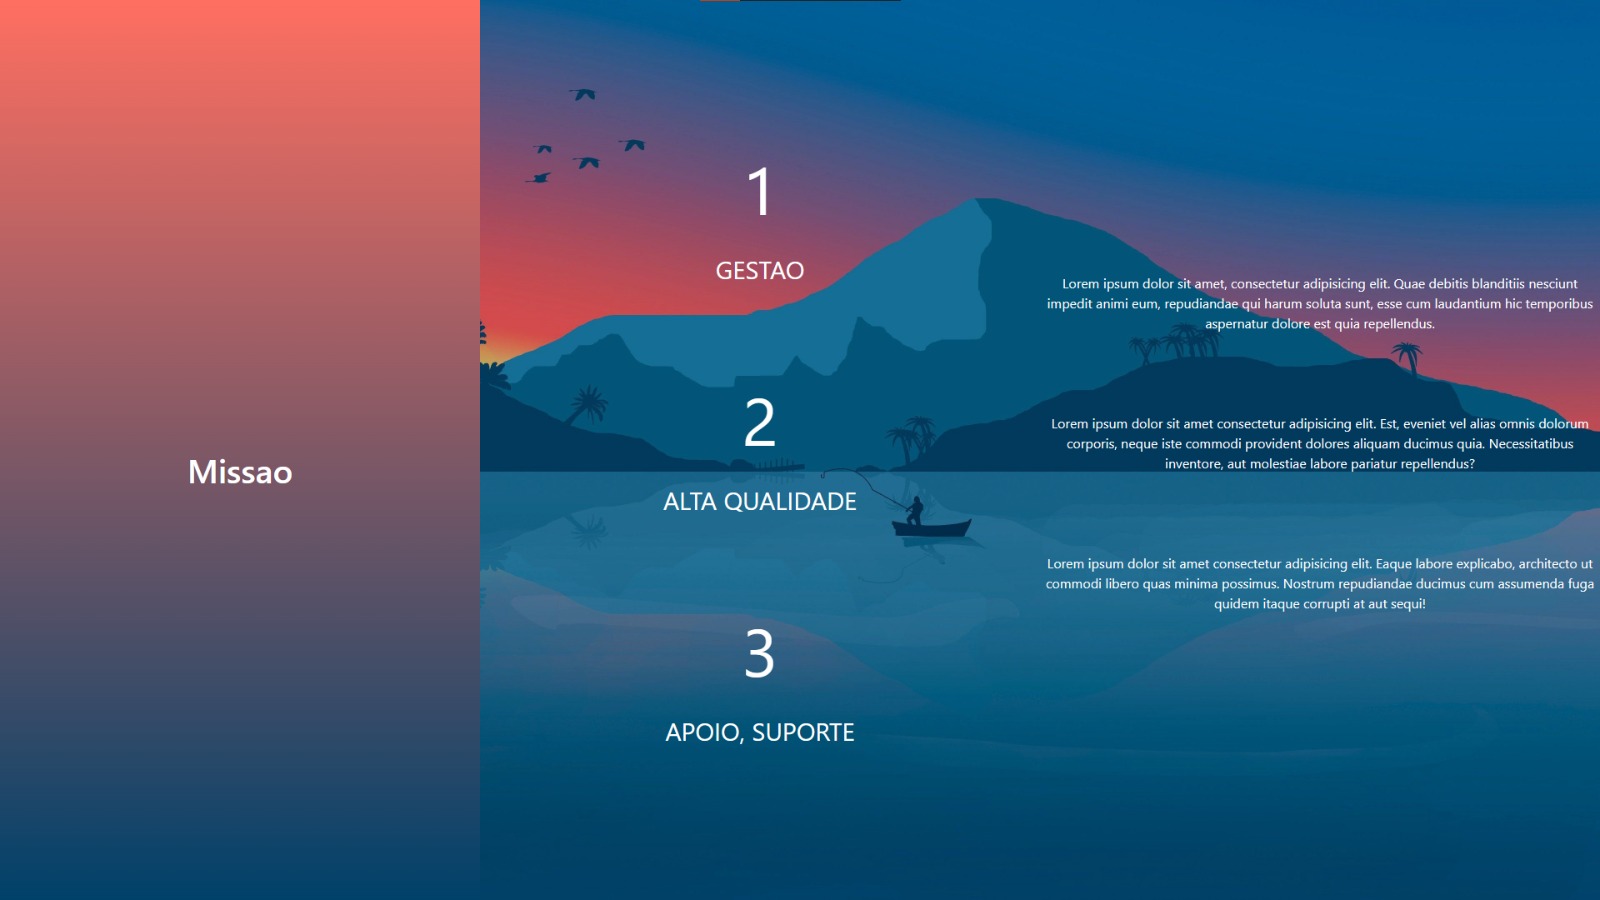 Missao
1
GESTAO
2
ALTA QUALIDADE
3
APOIO, SUPORTE
Lorem ipsum dolor sit amet, consectetur adipisicing elit. Quae debitis blanditiis nesciunt
impedit animi eum, repudiandae qui harum soluta sunt, esse cum laudantium hic temporibus
aspernatur dolore est quia repellendus.
Lorem ipsum dolor sit amet consectetur adipisicing elit. Est, eveniet vel alias omnis dolorum
corporis, neque iste commodi provident dolores aliquam ducimus quia. Necessitatibus
inventore, aut molestiae labore pariatur repellendus?
Lorem ipsum dolor sit amet consectetur adipisicing elit. Eaque labore explicabo, architecto ut
commodi libero quas minima possimus. Nostrum repudiandae ducimus cum assumenda fuga
quidem itaque corrupti at aut sequi!